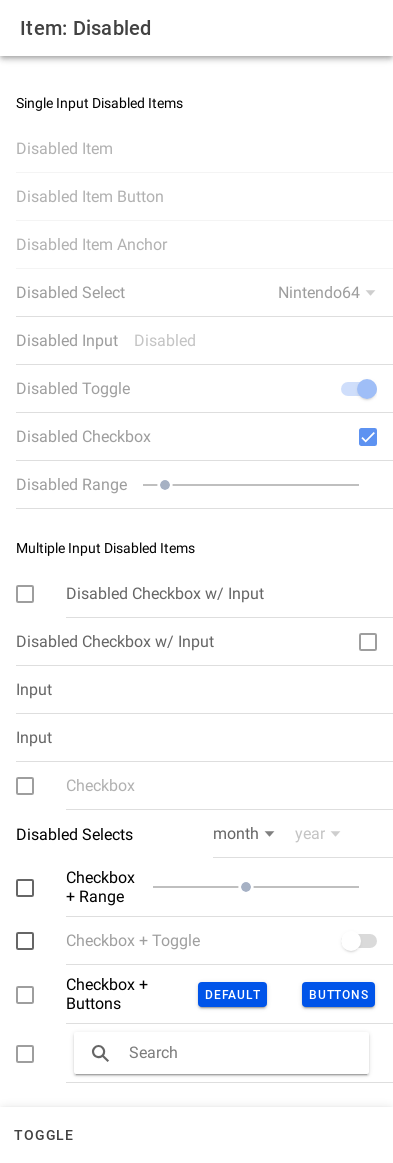 Item: Disabled
Single Input Disabled Items
Disabled Item
Disabled Item Button
Disabled Item Anchor
Disabled Select Nintendo64
Disabled Input Disabled
Disabled Toggle
Disabled Checkbox
Disabled Range
Multiple Input Disabled Items
Disabled Checkbox w/ Input
Disabled Checkbox w/ Input
Input
Input
Checkbox
Disabled Selects month year
Checkbox
+ Range
Checkbox + Toggle
Checkbox +
Buttons
DEFAULT BUTTONS
Search
TOGGLE